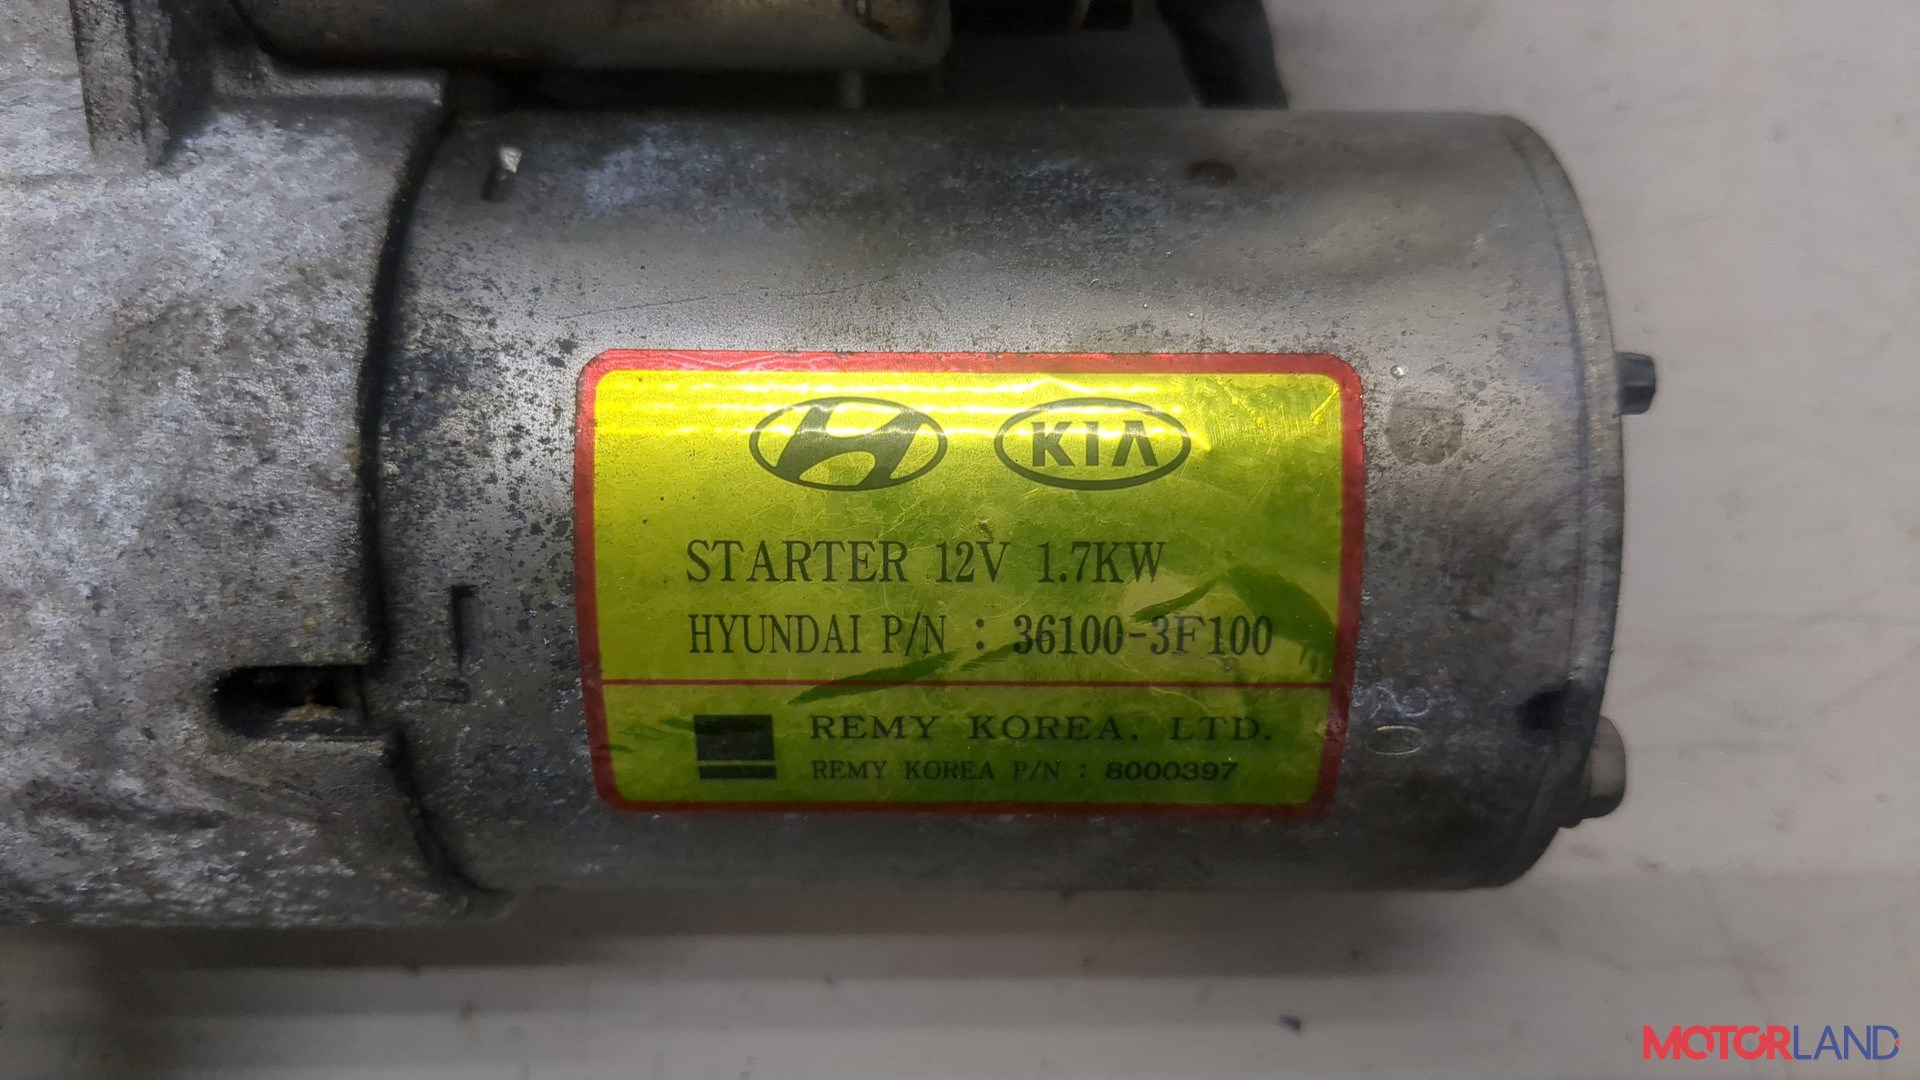 KIA
STARTER 12V 1.7KW
HYUNDAI P/N : 36100-3F100
REMY KOREA. LTD.
REMY KOREA P/N : 8000397
MOTORLAND